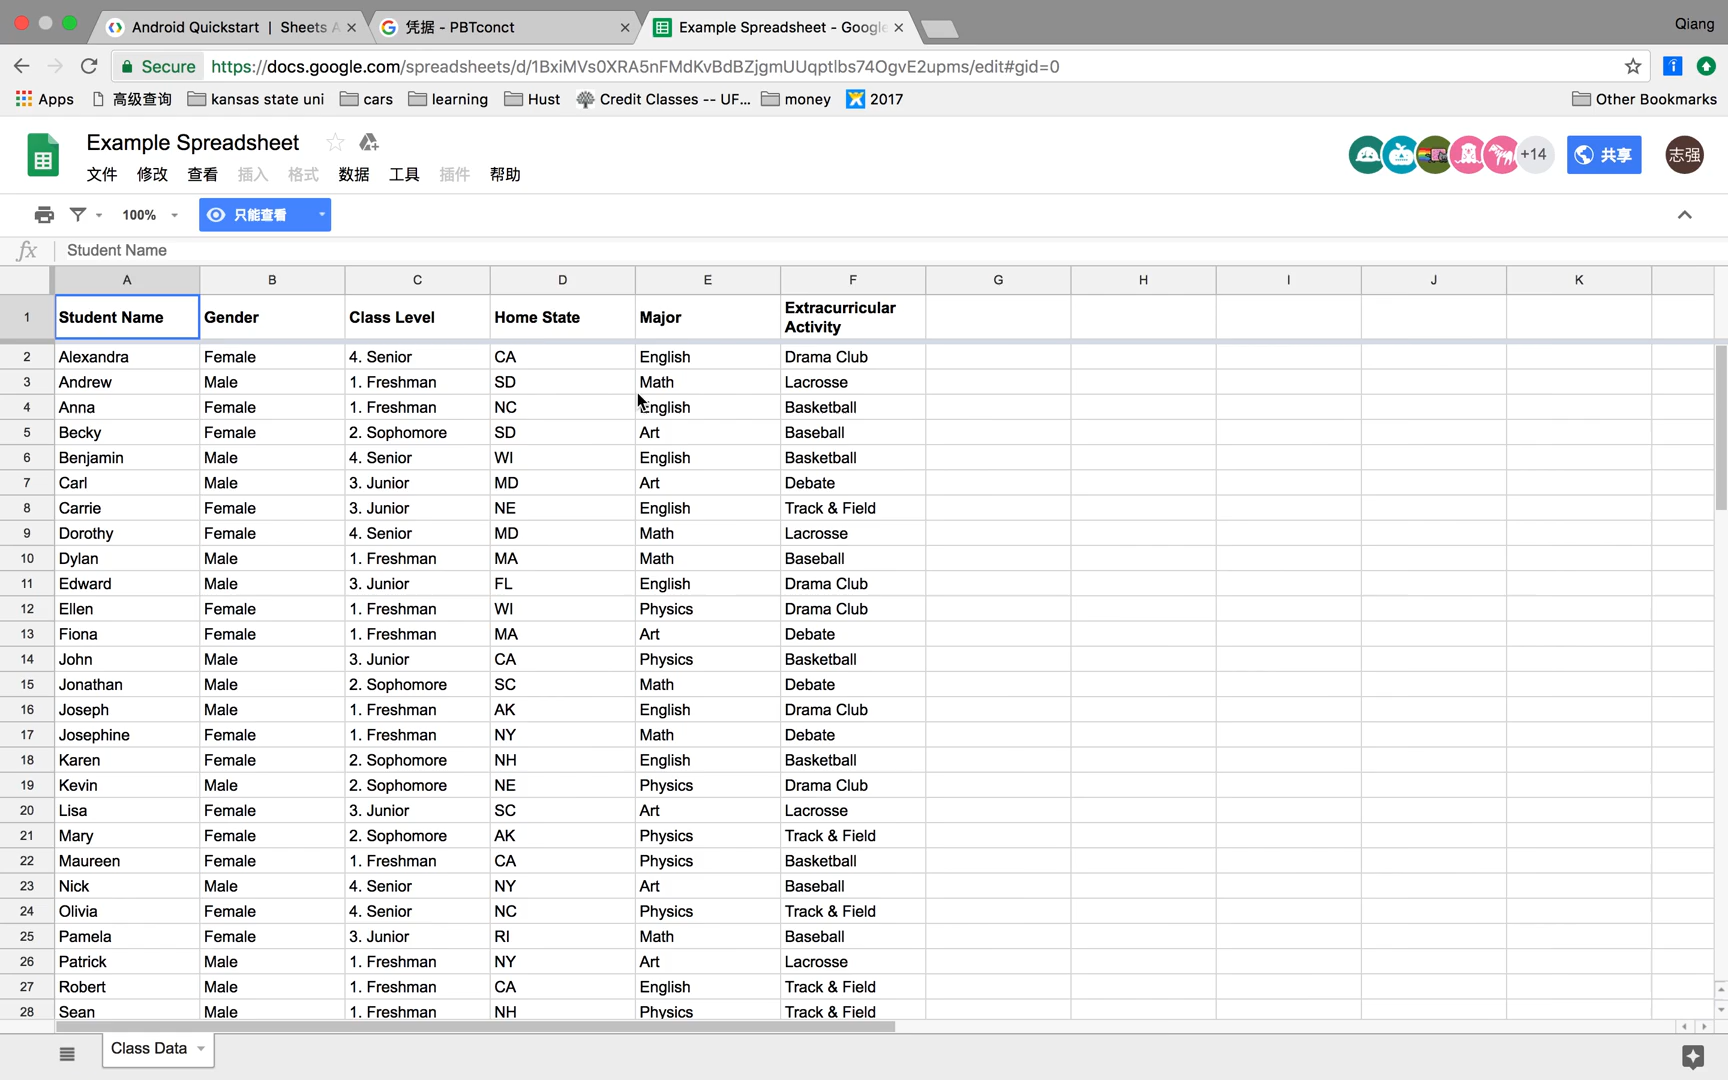 Android Quickstart | Sheets A
凭据 - PBTconct
Example Spreadsheet - Google
Qiang
Secure
https://docs.google.com/spreadsheets/d/1BxiMVs0XRA5nFMdKvBdBZjgmUUqptlbs74OgvE2upms/edit#gid=0
Apps 高级查询 kansas state uni cars learning Hust Credit Classes -- UF... money 2017 Other Bookmarks
Example Spreadsheet
+14 共享 志强
文件 修改 查看 插入 格式 数据 工具 插件 帮助
100% 只能查看
fx Student Name
A B C D E F G H I J K
1 Student Name Gender Class Level Home State Major Extracurricular Activity
2 Alexandra Female 4. Senior CA English Drama Club
3 Andrew Male 1. Freshman SD Math Lacrosse
4 Anna Female 1. Freshman NC English Basketball
5 Becky Female 2. Sophomore SD Art Baseball
6 Benjamin Male 4. Senior WI English Basketball
7 Carl Male 3. Junior MD Art Debate
8 Carrie Female 3. Junior NE English Track & Field
9 Dorothy Female 4. Senior MD Math Lacrosse
10 Dylan Male 1. Freshman MA Math Baseball
11 Edward Male 3. Junior FL English Drama Club
12 Ellen Female 1. Freshman WI Physics Drama Club
13 Fiona Female 1. Freshman MA Art Debate
14 John Male 3. Junior CA Physics Basketball
15 Jonathan Male 2. Sophomore SC Math Debate
16 Joseph Male 1. Freshman AK English Drama Club
17 Josephine Female 1. Freshman NY Math Debate
18 Karen Female 2. Sophomore NH English Basketball
19 Kevin Male 2. Sophomore NE Physics Drama Club
20 Lisa Female 3. Junior SC Art Lacrosse
21 Mary Female 2. Sophomore AK Physics Track & Field
22 Maureen Female 1. Freshman CA Physics Basketball
23 Nick Male 4. Senior NY Art Baseball
24 Olivia Female 4. Senior NC Physics Track & Field
25 Pamela Female 3. Junior RI Math Baseball
26 Patrick Male 1. Freshman NY Art Lacrosse
27 Robert Male 1. Freshman CA English Track & Field
28 Sean Male 1. Freshman NH Physics Track & Field
Class Data